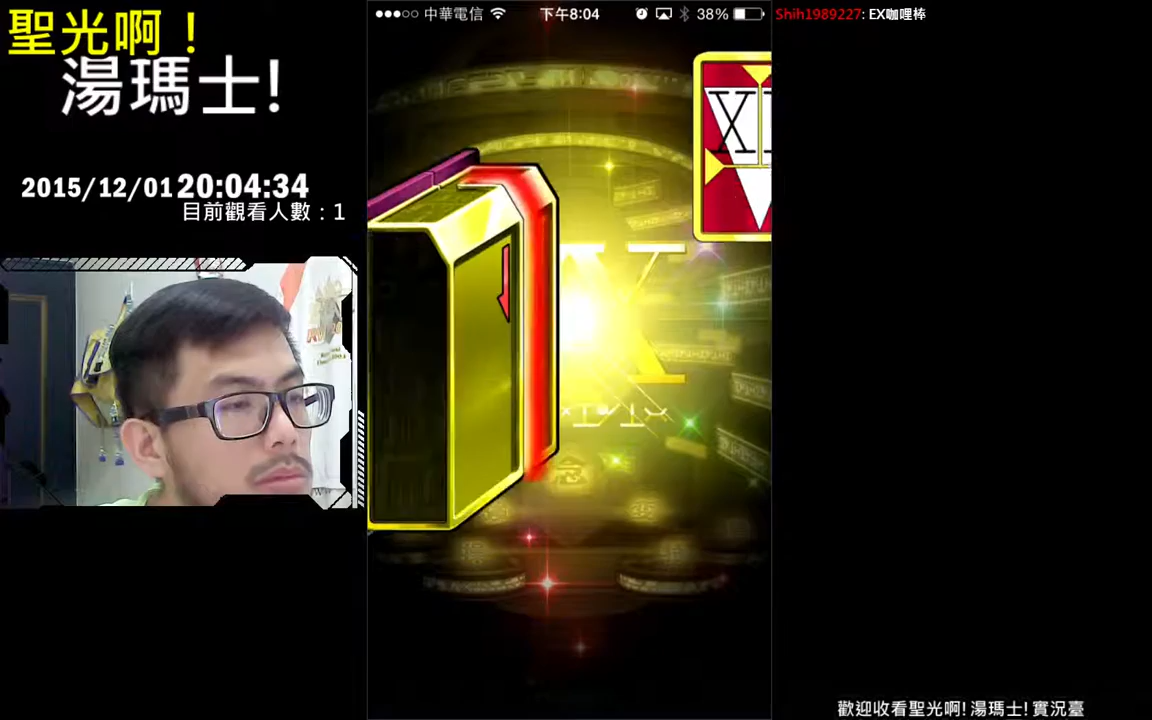 聖光啊！
湯瑪士!
2015/12/01 20:04:34
目前觀看人數：1
中華電信
下午8:04
38%
Shih1989227: EX咖哩棒
XI
念
歡迎收看聖光啊! 湯瑪士! 實況臺